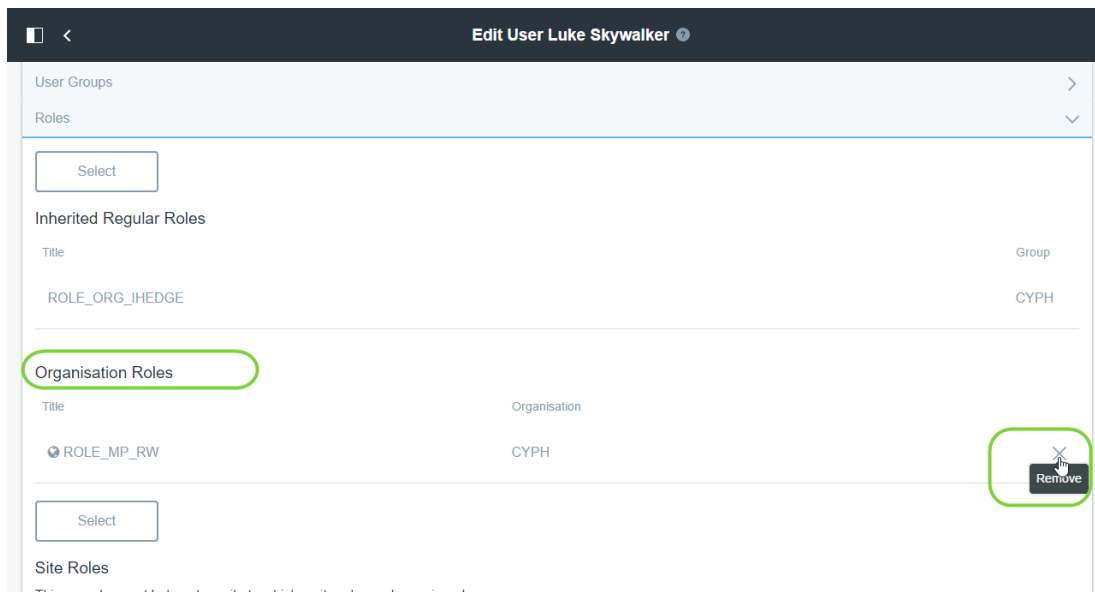 Edit User Luke Skywalker ?
User Groups
Roles
Select
Inherited Regular Roles
Title Group
ROLE_ORG_IHEDGE CYPH
Organisation Roles
Title Organisation
ROLE_MP_RW CYPH
Remove
Select
Site Roles